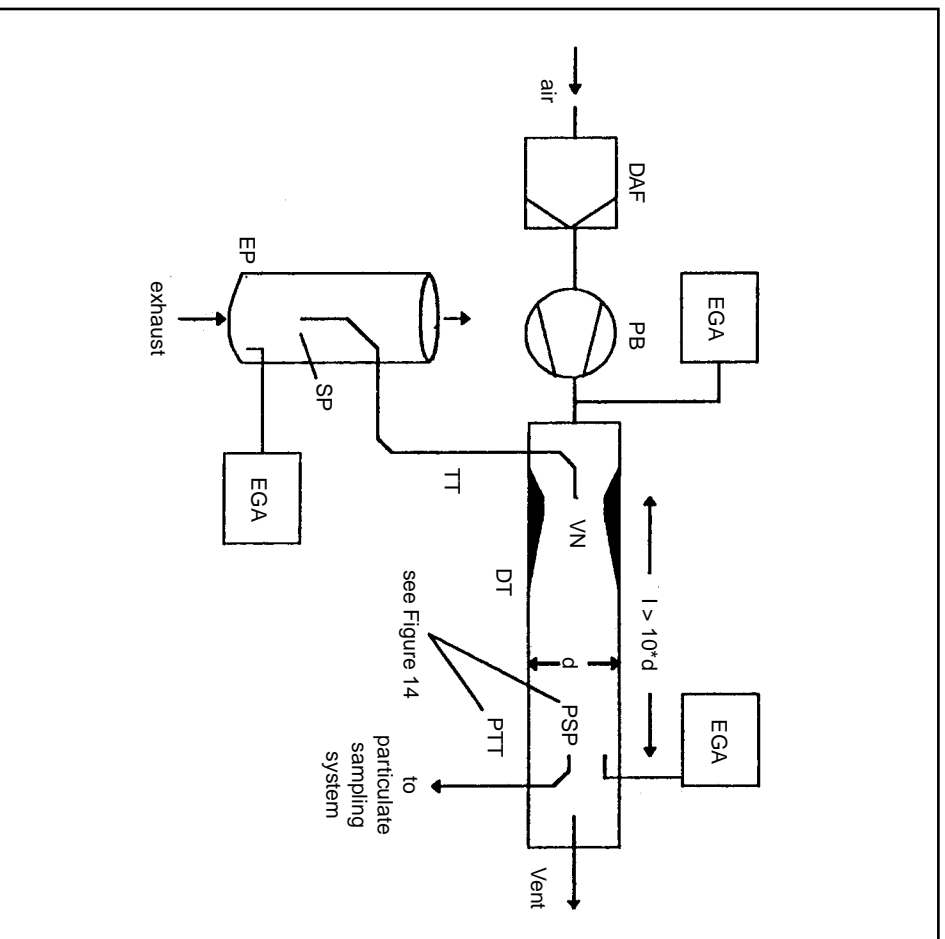 air
DAF
PB
EGA
EP
exhaust
SP
EGA
TT
VN
DT
l > 10*d
d
see Figure 14
PSP
PTT
EGA
to
particulate
sampling
system
Vent